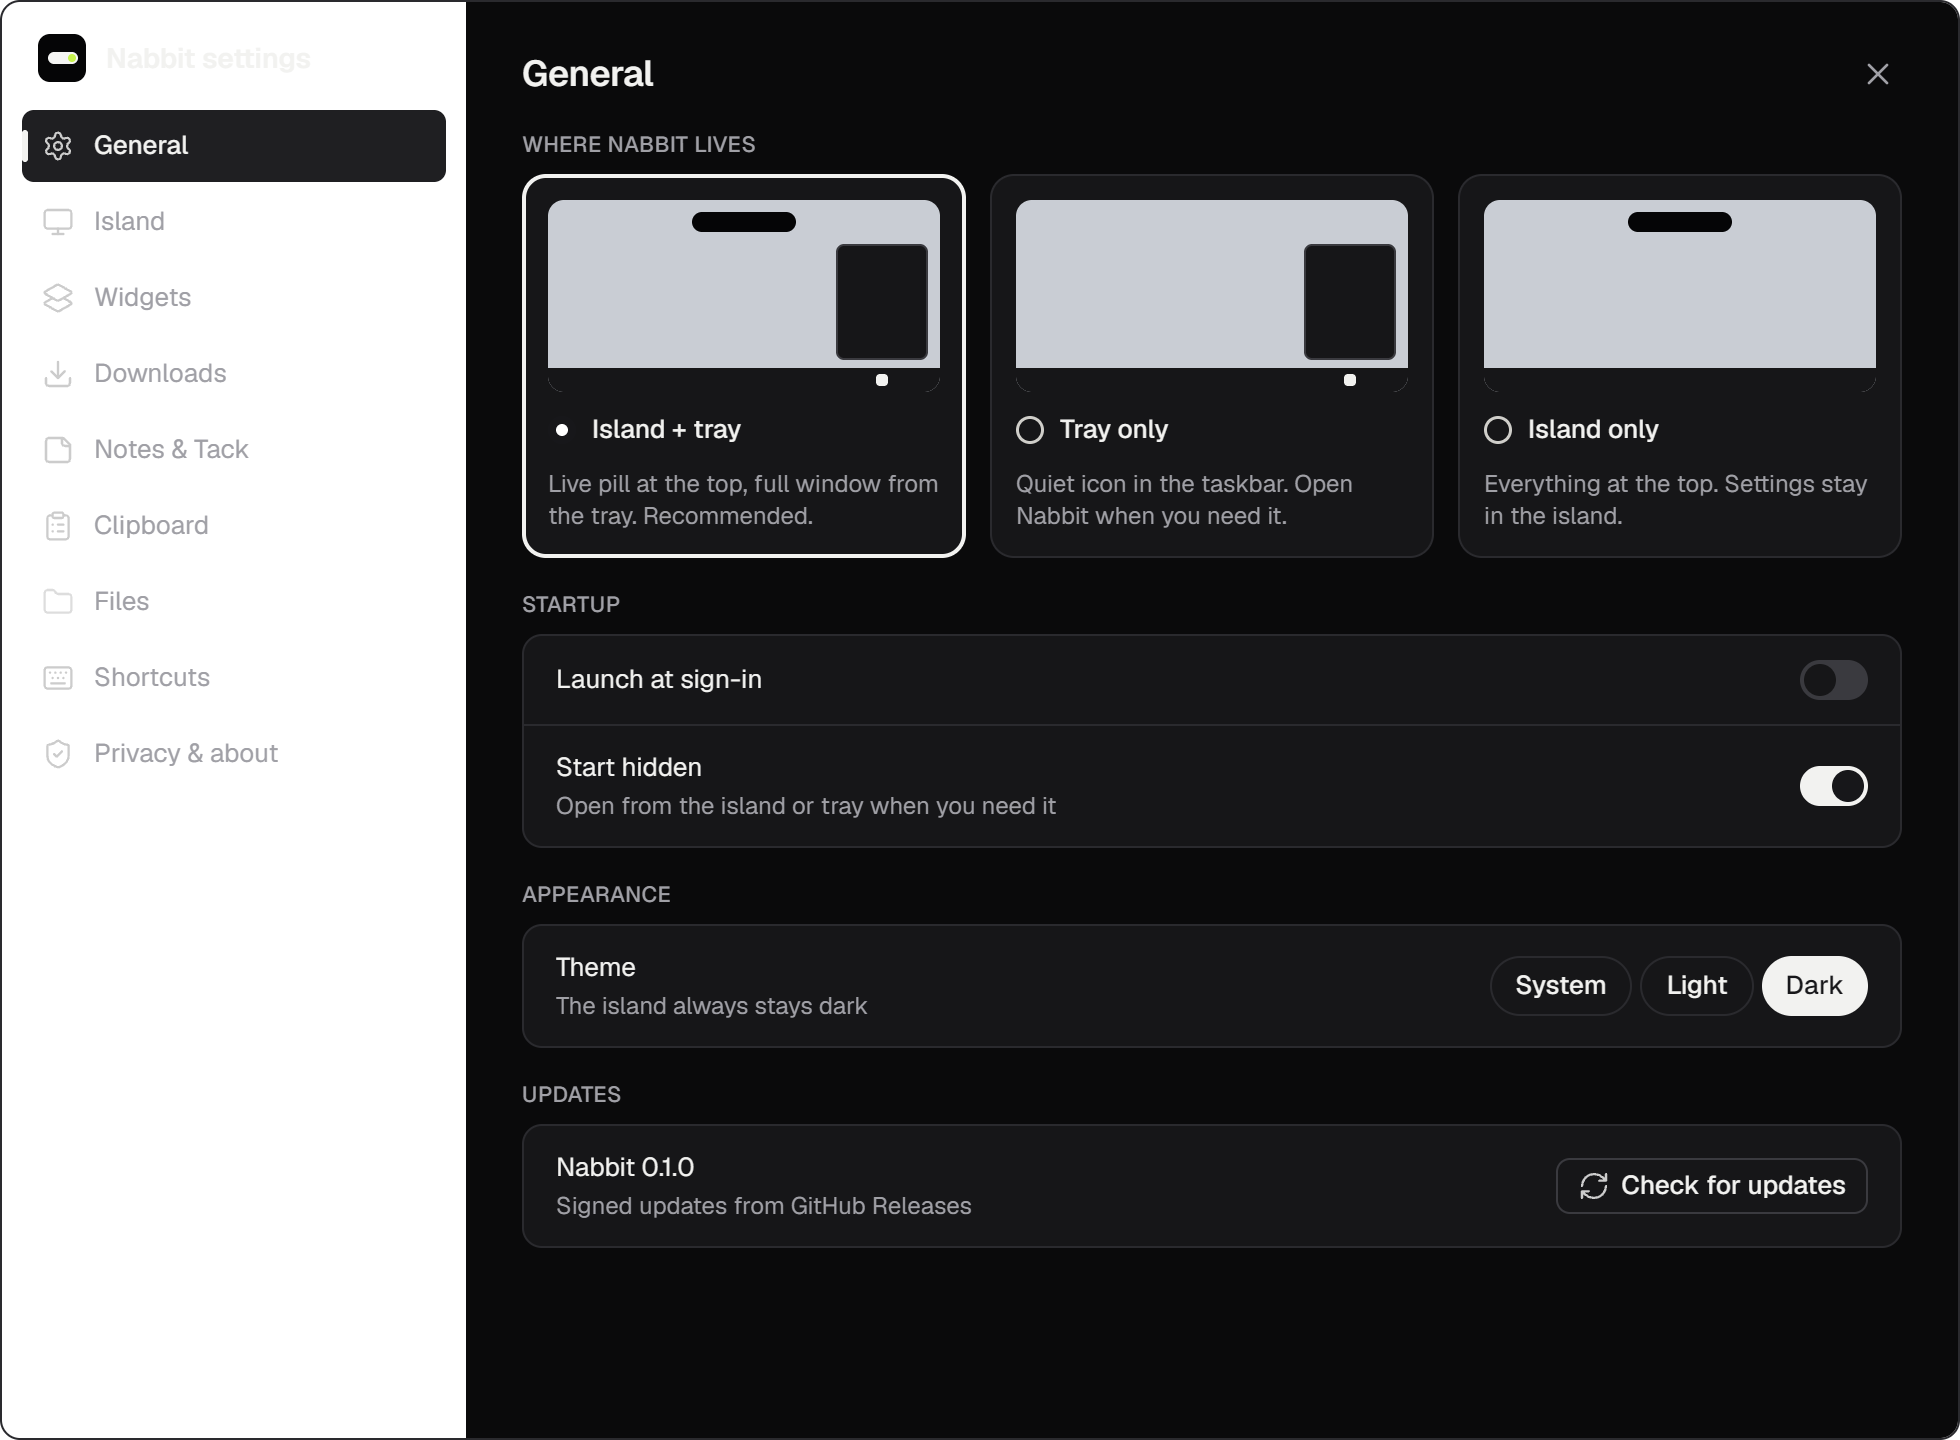 Nabbit settings
General
Island
Widgets
Downloads
Notes & Tack
Clipboard
Files
Shortcuts
Privacy & about
General
WHERE NABBIT LIVES
Island + tray
Live pill at the top, full window from
the tray. Recommended.
Tray only
Quiet icon in the taskbar. Open
Nabbit when you need it.
Island only
Everything at the top. Settings stay
in the island.
STARTUP
Launch at sign-in
Start hidden
Open from the island or tray when you need it
APPEARANCE
Theme
The island always stays dark
System
Light
Dark
UPDATES
Nabbit 0.1.0
Signed updates from GitHub Releases
Check for updates